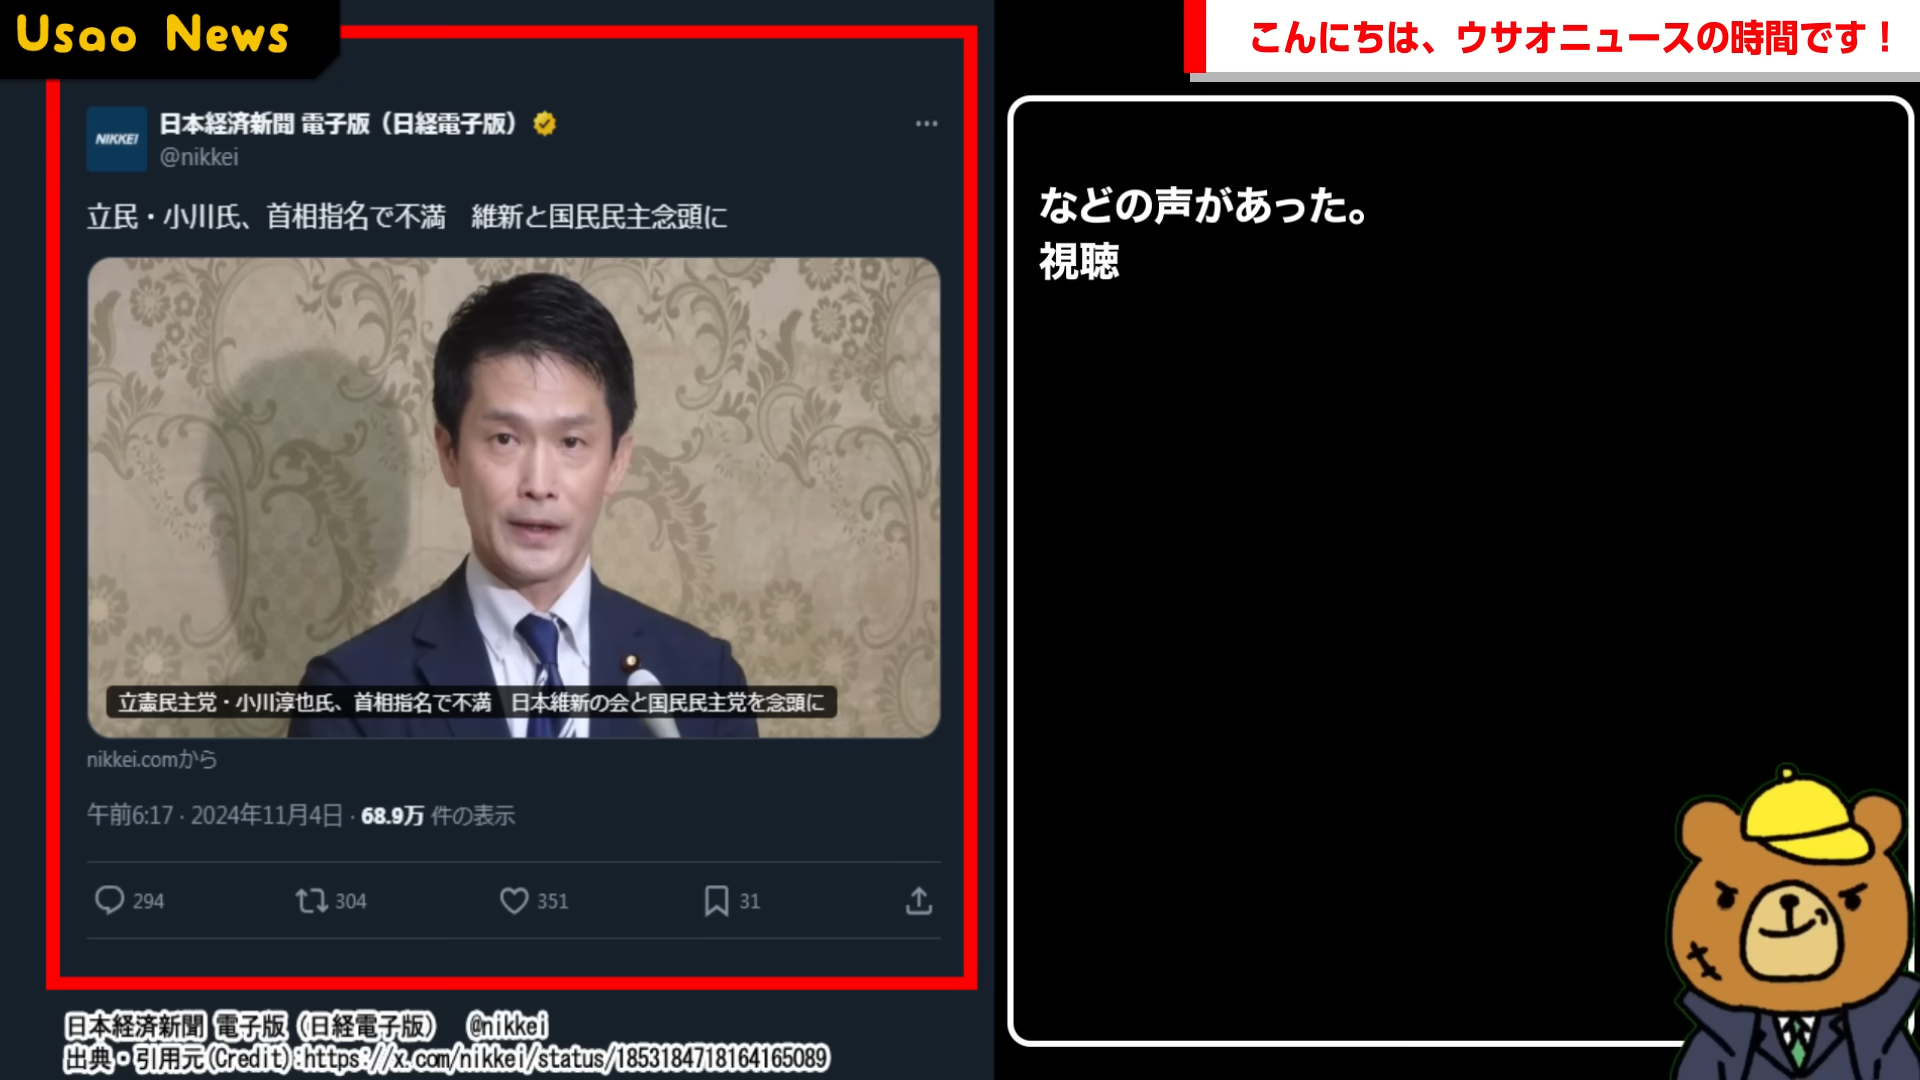 Usao News
こんにちは、ウサオニュースの時間です！
NIKKEI
日本経済新聞 電子版（日経電子版）
@nikkei
立民・小川氏、首相指名で不満　維新と国民民主念頭に
立憲民主党・小川淳也氏、首相指名で不満　日本維新の会と国民民主党を念頭に
nikkei.comから
午前6:17 · 2024年11月4日 · 68.9万 件の表示
294 304 351 31
日本経済新聞 電子版（日経電子版）　@nikkei
出典・引用元(Credit):https://x.com/nikkei/status/1853184718164165089
などの声があった。
視聴